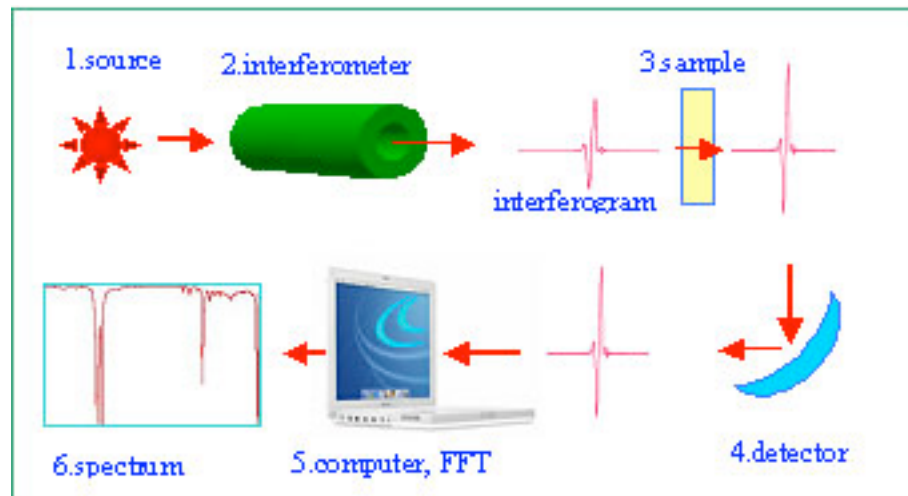 1.source
2.interferometer
3.sample
interferogram
6.spectrum
5.computer, FFT
4.detector